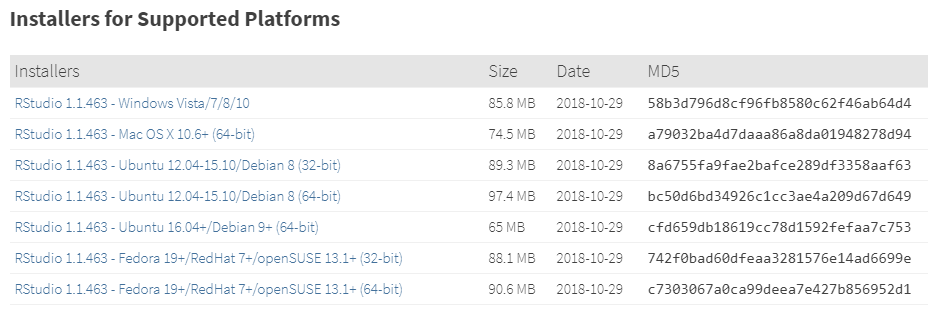 Installers for Supported Platforms
Installers Size Date MD5
RStudio 1.1.463 - Windows Vista/7/8/10 85.8 MB 2018-10-29 58b3d796d8cf96fb8580c62f46ab64d4
RStudio 1.1.463 - Mac OS X 10.6+ (64-bit) 74.5 MB 2018-10-29 a79032ba4d7daaa86a8da01948278d94
RStudio 1.1.463 - Ubuntu 12.04-15.10/Debian 8 (32-bit) 89.3 MB 2018-10-29 8a6755fa9fae2bafce289df3358aaf63
RStudio 1.1.463 - Ubuntu 12.04-15.10/Debian 8 (64-bit) 97.4 MB 2018-10-29 bc50d6bd34926c1cc3ae4a209d67d649
RStudio 1.1.463 - Ubuntu 16.04+/Debian 9+ (64-bit) 65 MB 2018-10-29 cfd659db18619cc78d1592fefaa7c753
RStudio 1.1.463 - Fedora 19+/RedHat 7+/openSUSE 13.1+ (32-bit) 88.1 MB 2018-10-29 742f0bad60dfeaa3281576e14ad6699e
RStudio 1.1.463 - Fedora 19+/RedHat 7+/openSUSE 13.1+ (64-bit) 90.6 MB 2018-10-29 c7303067a0ca99deea7e427b856952d1